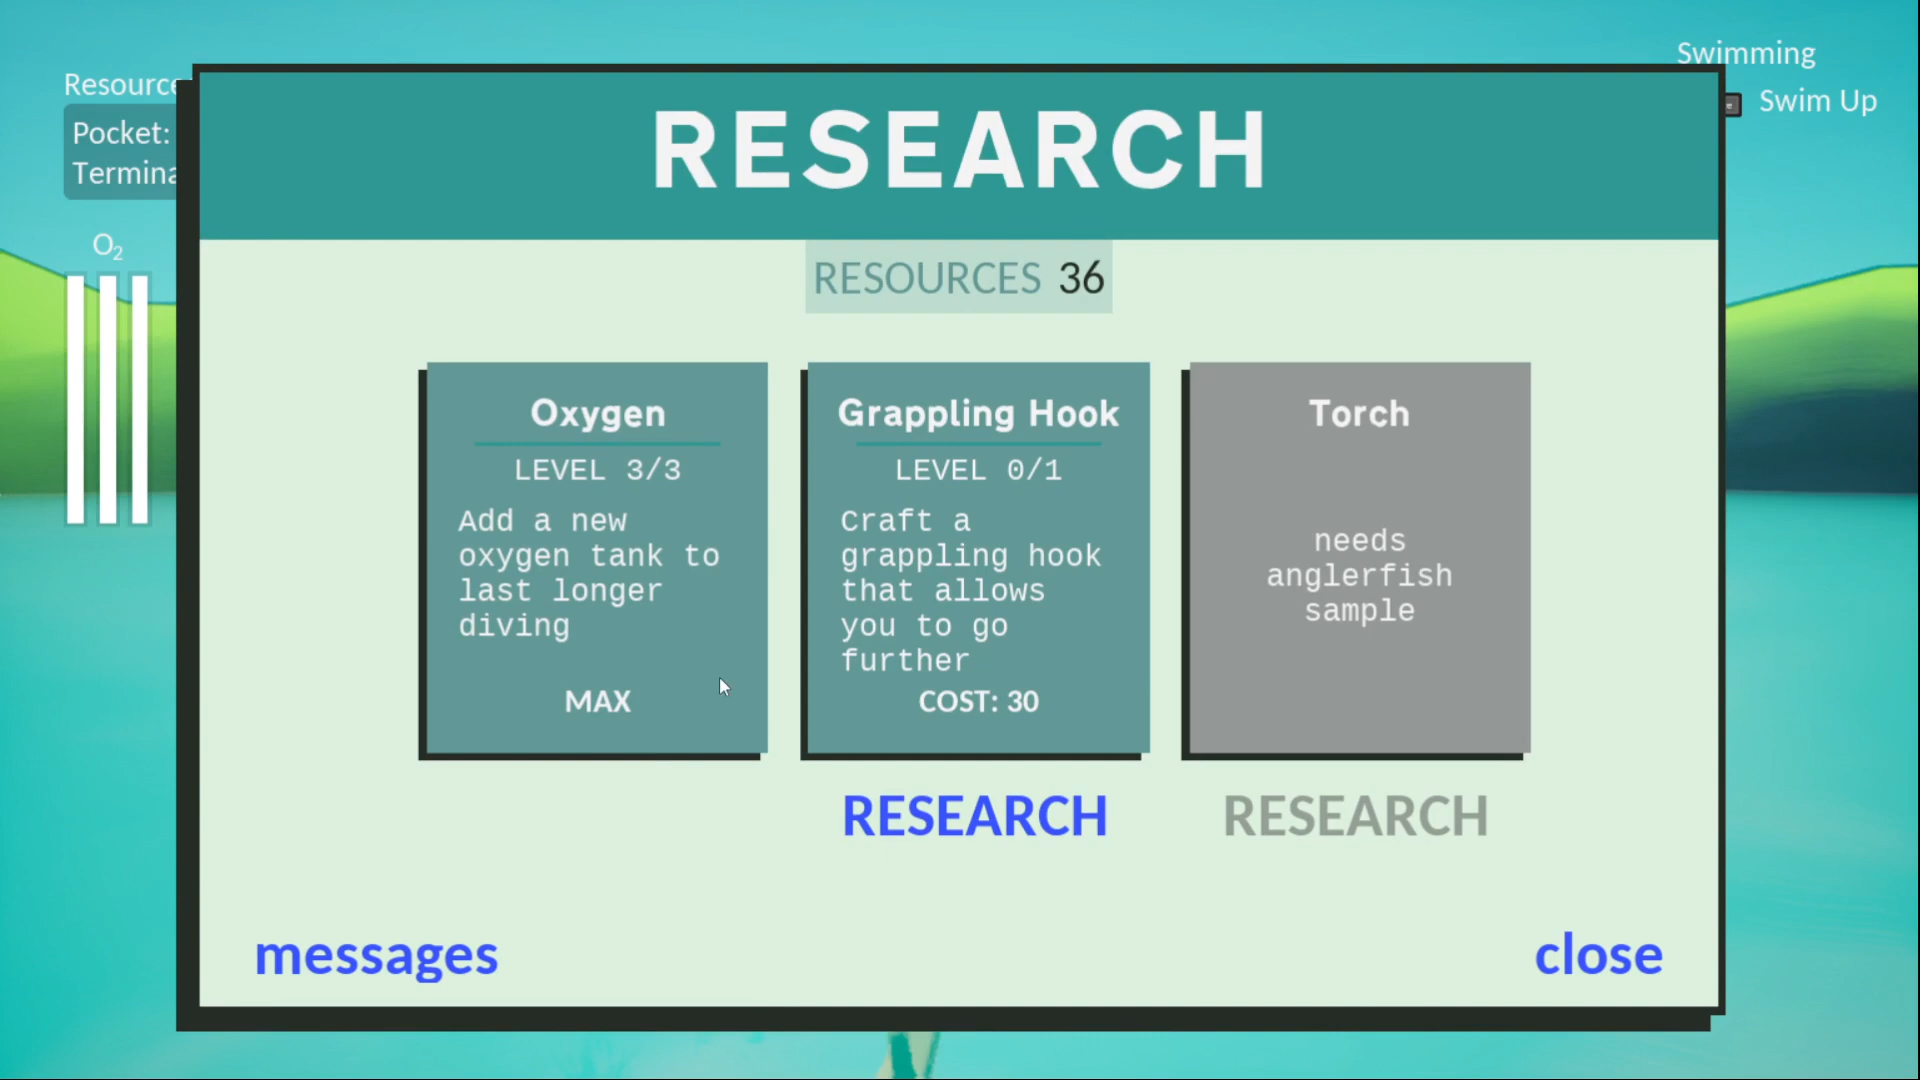 Swimming
Resource
Swim Up
Pocket:
Termina
RESEARCH
O₂
RESOURCES 36
Oxygen
LEVEL 3/3
Add a new
oxygen tank to
last longer
diving
MAX
Grappling Hook
LEVEL 0/1
Craft a
grappling hook
that allows
you to go
further
COST: 30
RESEARCH
Torch
needs
anglerfish
sample
RESEARCH
messages
close